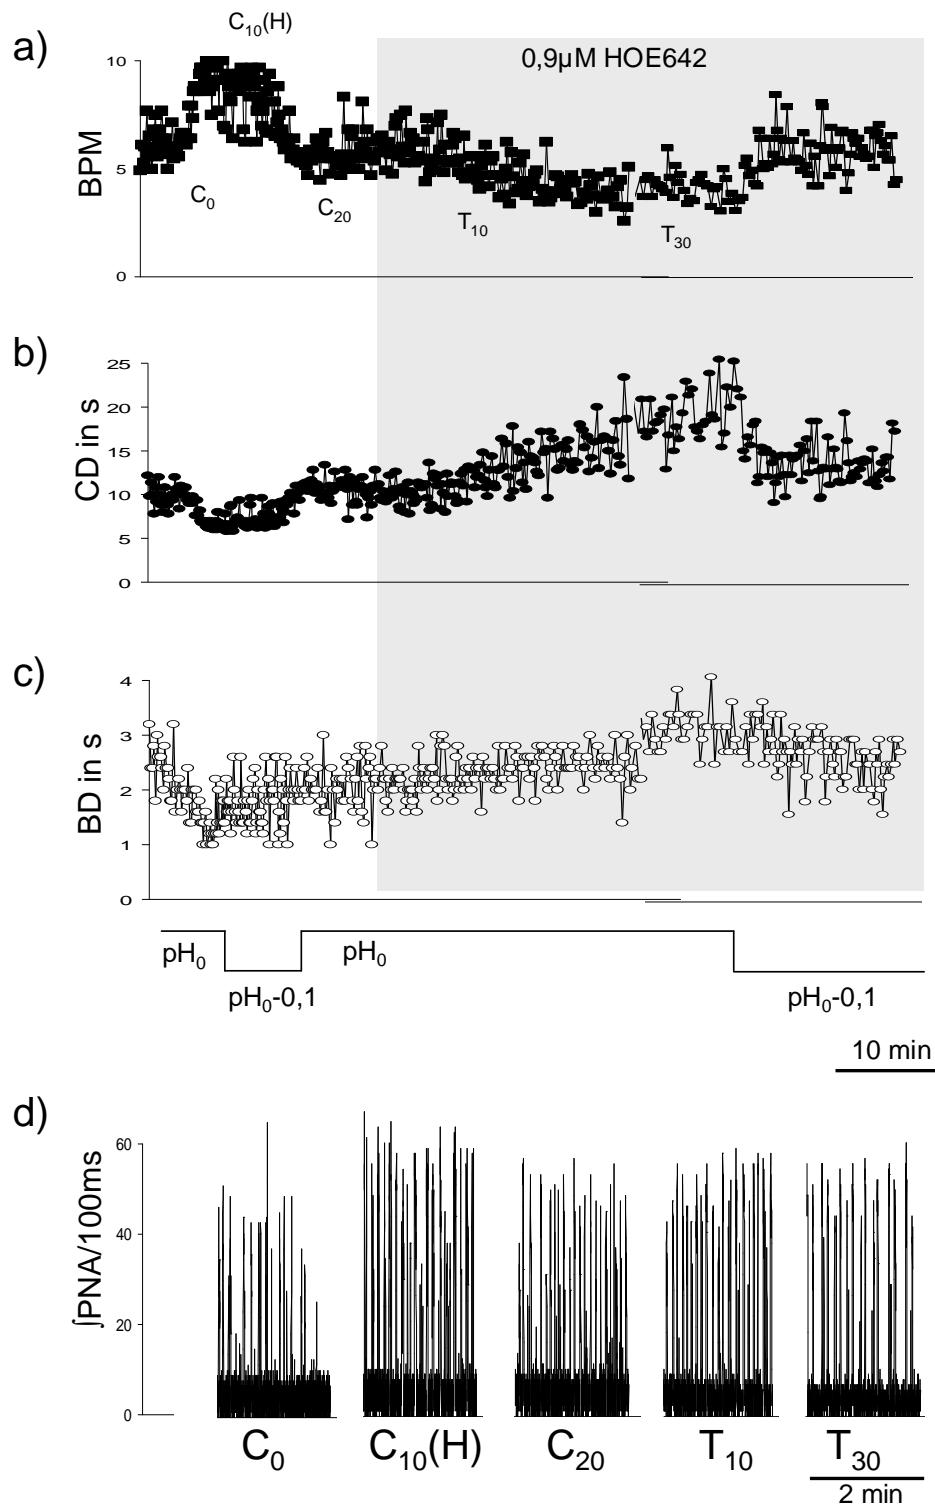 C10(H)
a)
0,9µM HOE642
10
BPM
5
C0
C20
T10
T30
0
b)
25
CD in s
20
15
10
5
0
c)
4
BD in s
3
2
1
0
pH0
pH0
pH0-0,1
pH0-0,1
10 min
d)
60
∫PNA/100ms
40
20
0
C0
C10(H)
C20
T10
T30
2 min